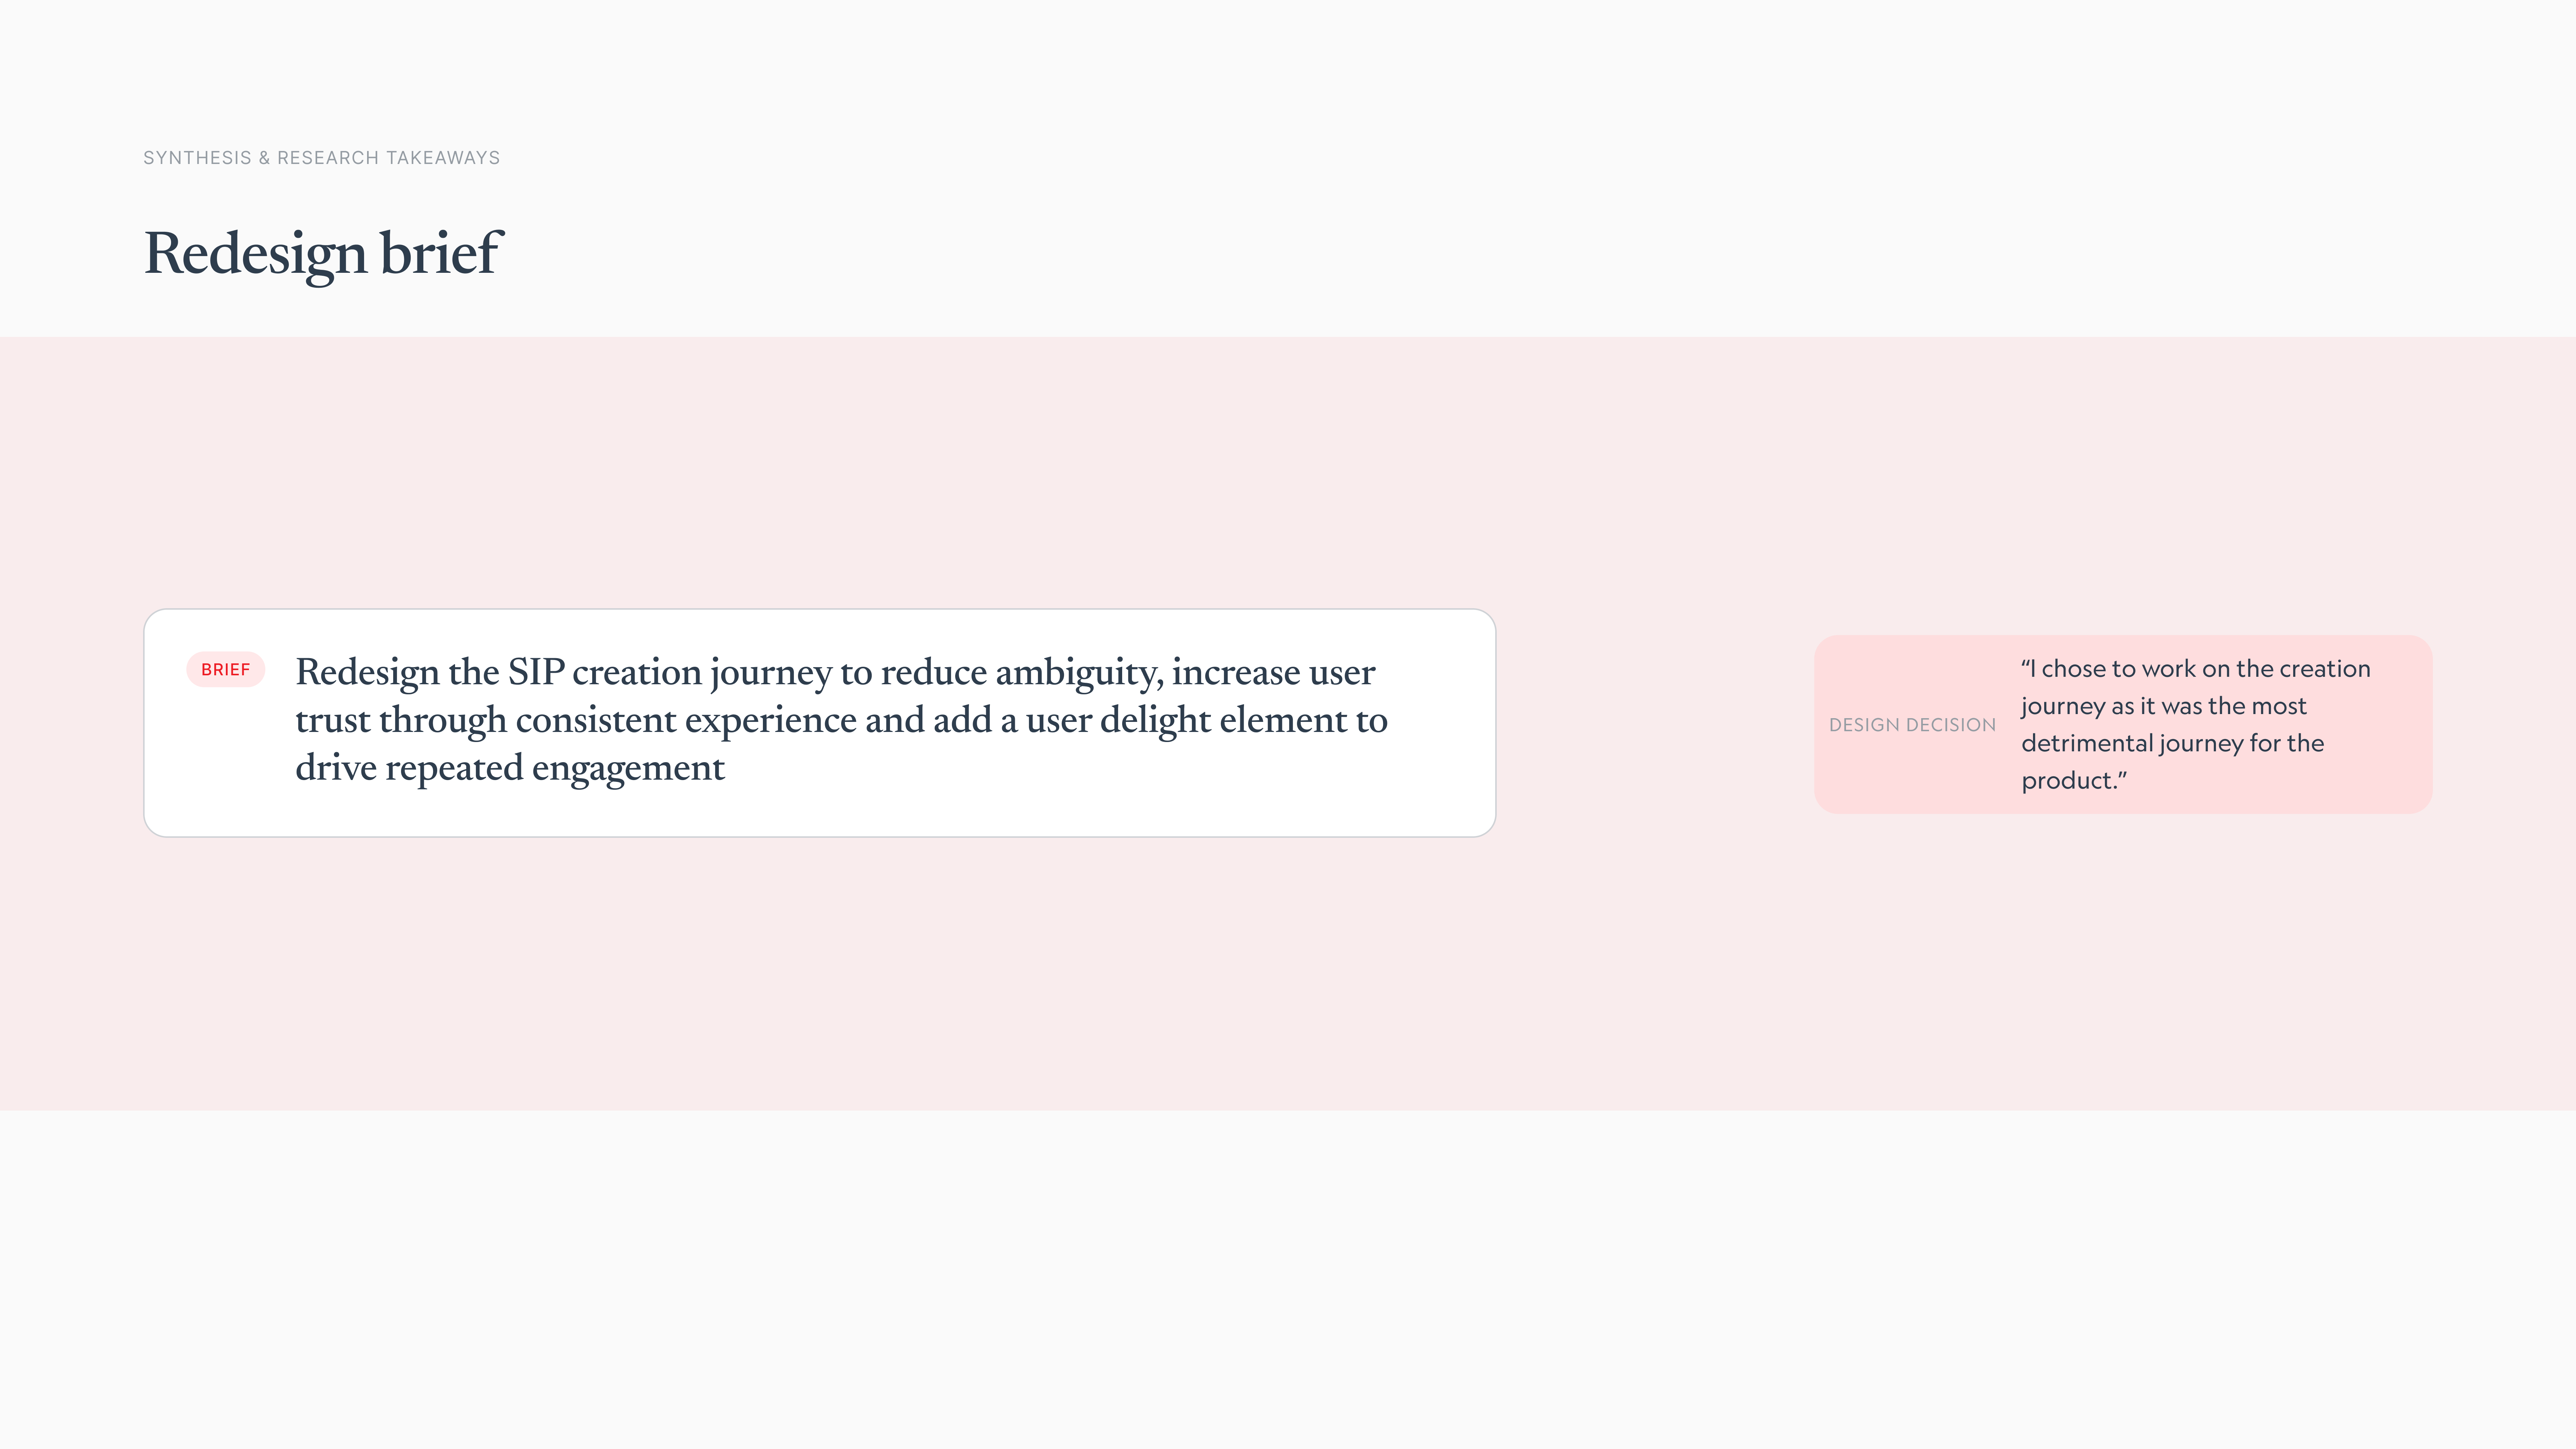 SYNTHESIS & RESEARCH TAKEAWAYS
Redesign brief
BRIEF
Redesign the SIP creation journey to reduce ambiguity, increase user
trust through consistent experience and add a user delight element to
drive repeated engagement
DESIGN DECISION
“I chose to work on the creation
journey as it was the most
detrimental journey for the
product.”